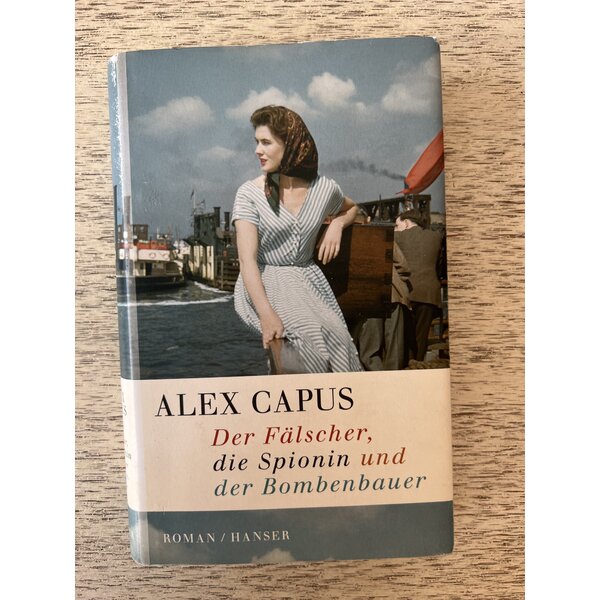 ALEX CAPUS
Der Fälscher,
die Spionin und
der Bombenbauer
ROMAN / HANSER